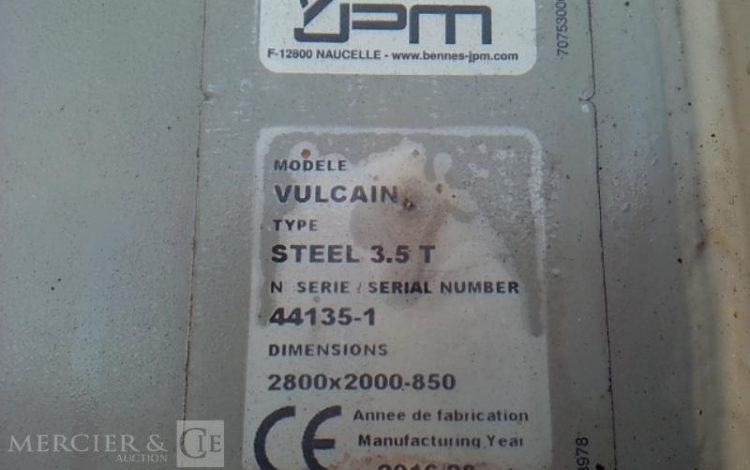 JPM
F-12800 NAUCELLE - www.bennes-jpm.com
MODELE
VULCAIN
TYPE
STEEL 3.5 T
N° SERIE / SERIAL NUMBER
44135-1
DIMENSIONS
2800x2000-850
CE
Annee de fabrication
Manufacturing Year
MERCIER & CIE
AUCTION